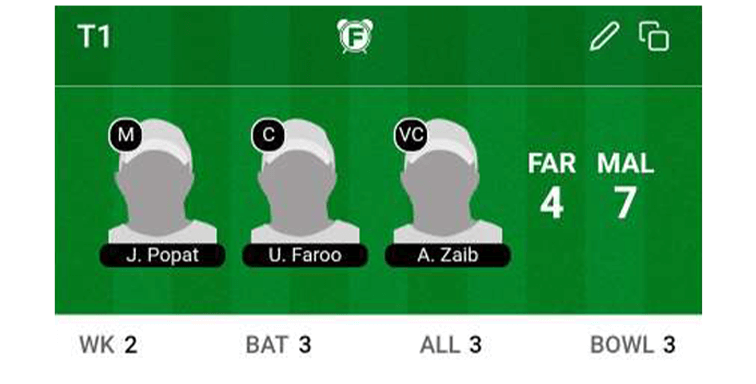 T1 F
M C VC
FAR MAL
4 7
J. Popat U. Faroo A. Zaib
WK 2 BAT 3 ALL 3 BOWL 3